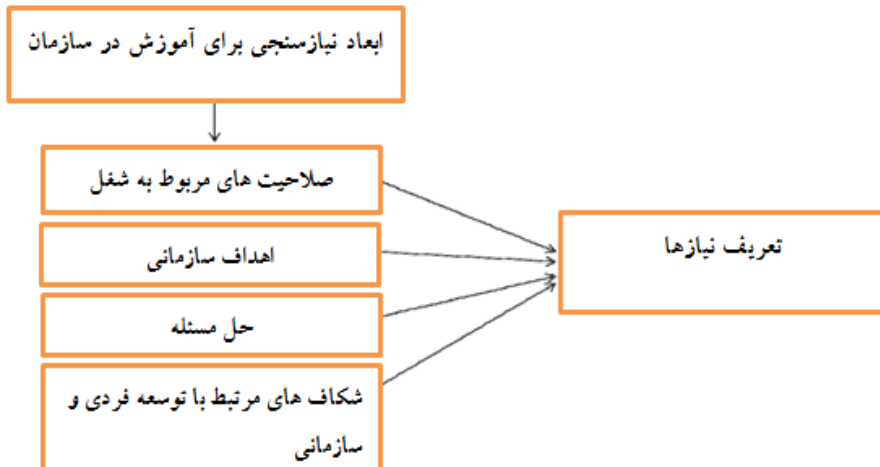 ابعاد نیازسنجی برای آموزش در سازمان
صلاحیت های مربوط به شغل
اهداف سازمانی
حل مسئله
شکاف های مرتبط با توسعه فردی و
سازمانی
تعریف نیازها